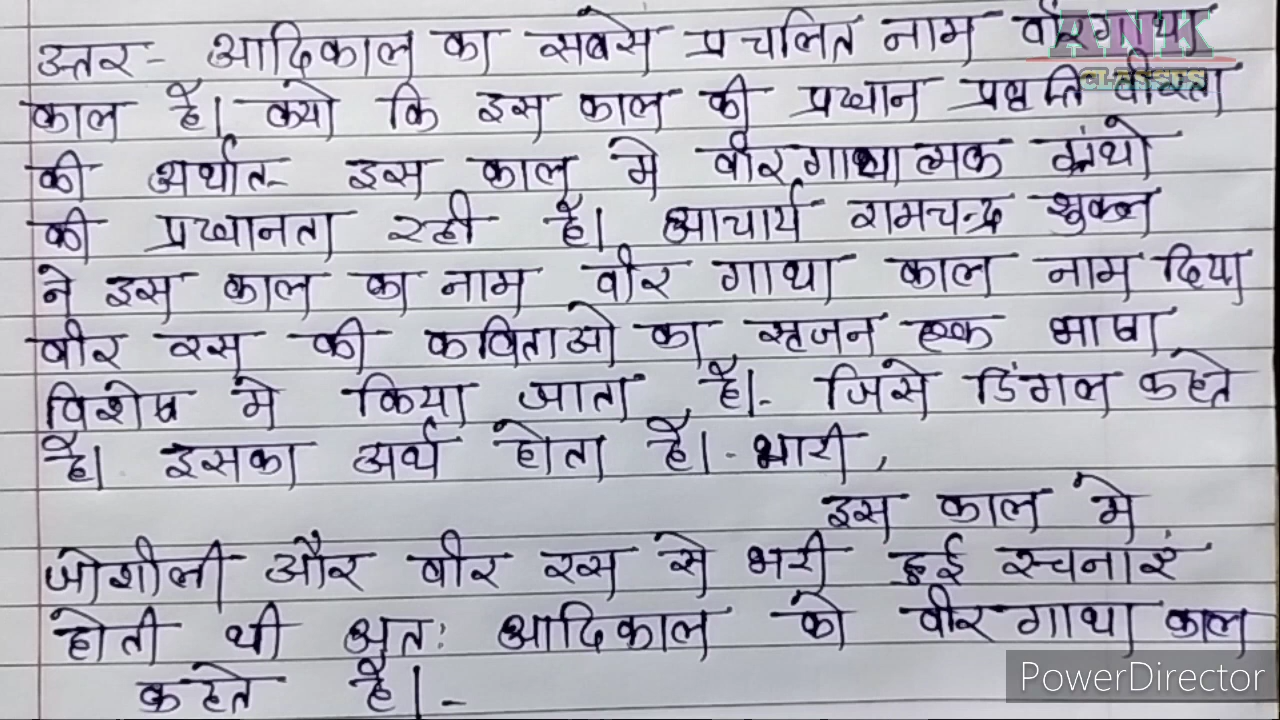 उत्तर- आदिकाल का सबसे प्रचलित नाम वीरगाथा
ANK
CLASSES
काल है। क्यो कि इस काल की प्रधान प्रवृत्ति वीरता
की अर्थात- इस काल मे वीरगाथात्मक ग्रंथो
की प्रधानता रही है। आचार्य रामचन्द्र शुक्ल
ने इस काल का नाम वीर गाथा काल नाम दिया
वीर रस की कविताओ का सृजन एक भाषा
विशेष मे किया जाता है।- जिसे डिंगल कहते
है। इसका अर्थ होता है।- भारी,
इस काल मे
जोशीली और वीर रस से भरी हुई रचनाएं
होती थी अतः आदिकाल को वीरगाथा काल
कहते है।-
PowerDirector